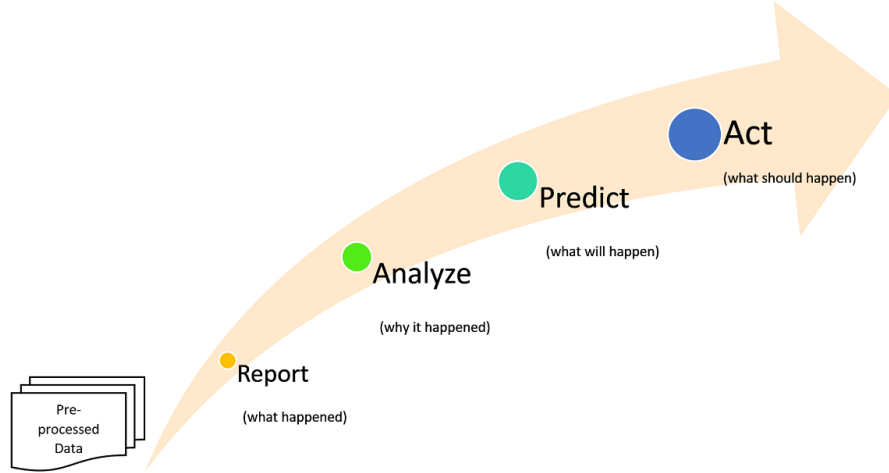 Act
(what should happen)
Predict
(what will happen)
Analyze
(why it happened)
Report
(what happened)
Pre-
processed
Data